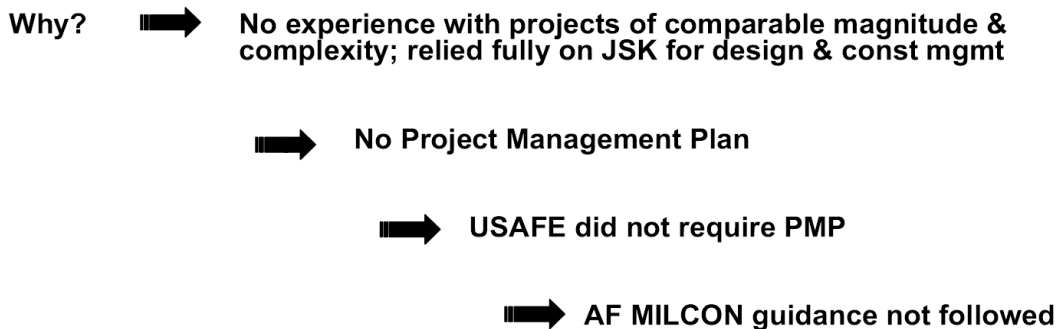 Why? No experience with projects of comparable magnitude &
complexity; relied fully on JSK for design & const mgmt
No Project Management Plan
USAFE did not require PMP
AF MILCON guidance not followed